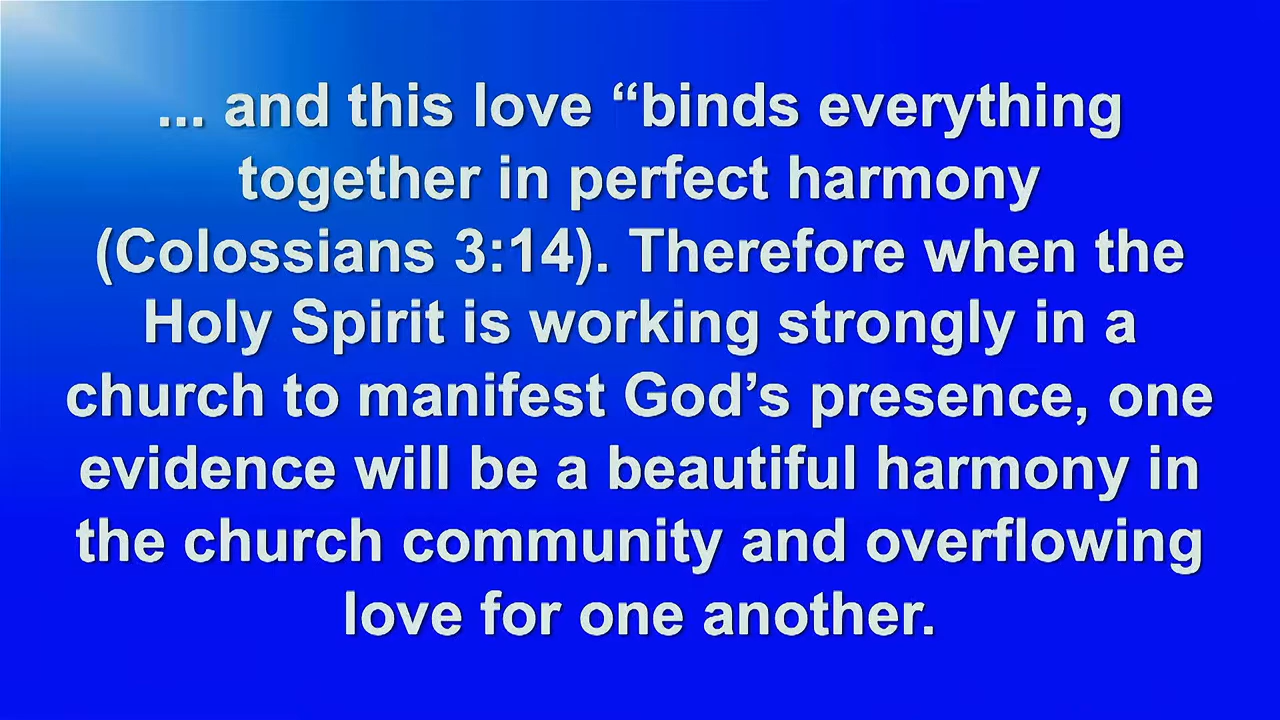 ... and this love “binds everything
together in perfect harmony
(Colossians 3:14). Therefore when the
Holy Spirit is working strongly in a
church to manifest God’s presence, one
evidence will be a beautiful harmony in
the church community and overflowing
love for one another.